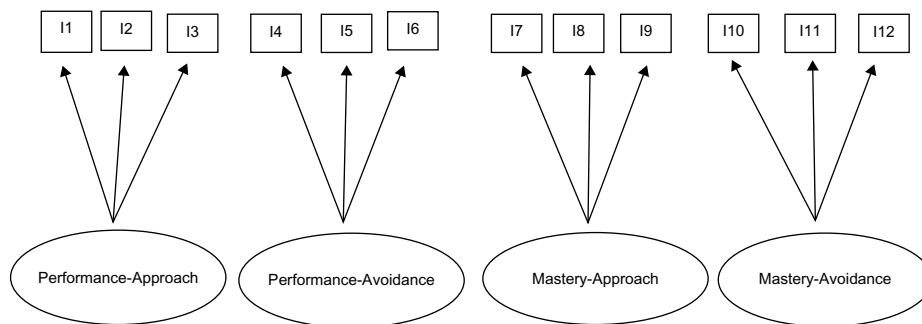 I1 I2 I3 I4 I5 I6 I7 I8 I9 I10 I11 I12
Performance-Approach Performance-Avoidance Mastery-Approach Mastery-Avoidance